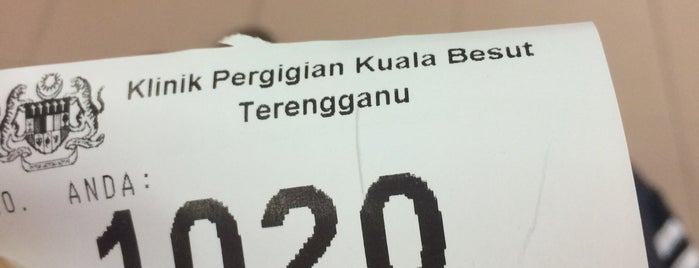 Klinik Pergigian Kuala Besut
Terengganu
O. ANDA:
1020